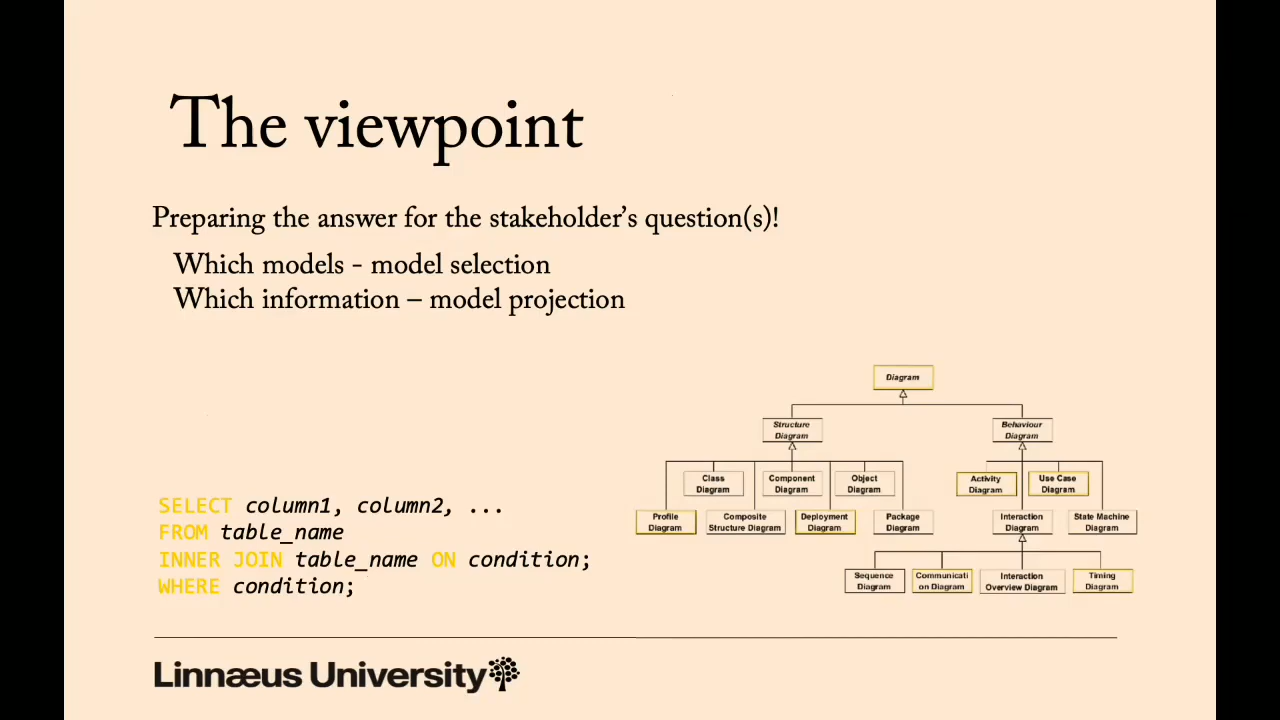 The viewpoint
Preparing the answer for the stakeholder’s question(s)!
Which models - model selection
Which information – model projection
SELECT column1, column2, ...
FROM table_name
INNER JOIN table_name ON condition;
WHERE condition;
Diagram
Structure
Diagram
Behaviour
Diagram
Class
Diagram
Component
Diagram
Object
Diagram
Activity
Diagram
Use Case
Diagram
Profile
Diagram
Composite
Structure Diagram
Deployment
Diagram
Package
Diagram
Interaction
Diagram
State Machine
Diagram
Sequence
Diagram
Communicati
on Diagram
Interaction
Overview Diagram
Timing
Diagram
Linnæus University